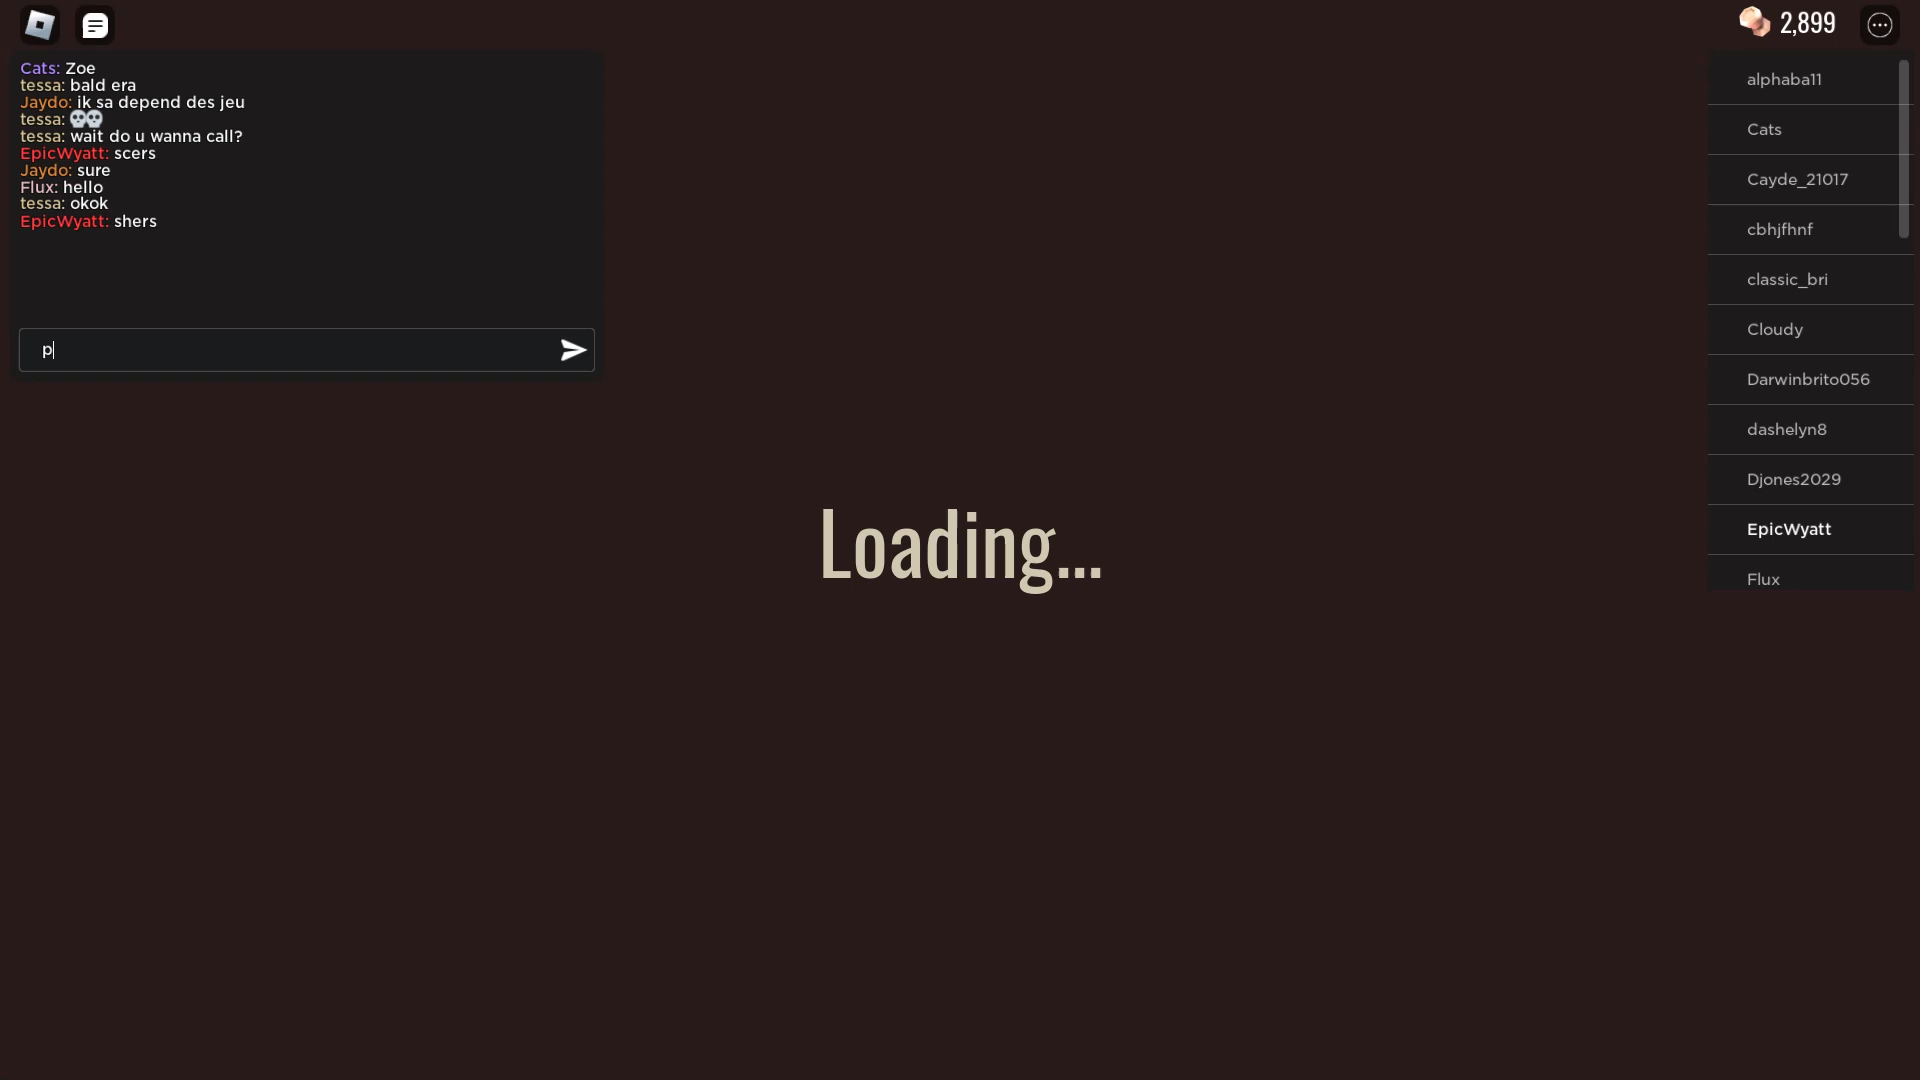 2,899
Cats: Zoe
tessa: bald era
Jaydo: ik sa depend des jeu
tessa: 💀💀
tessa: wait do u wanna call?
EpicWyatt: scers
Jaydo: sure
Flux: hello
tessa: okok
EpicWyatt: shers
p
Loading...
alphaba11
Cats
Cayde_21017
cbhjfhnf
classic_bri
Cloudy
Darwinbrito056
dashelyn8
Djones2029
EpicWyatt
Flux